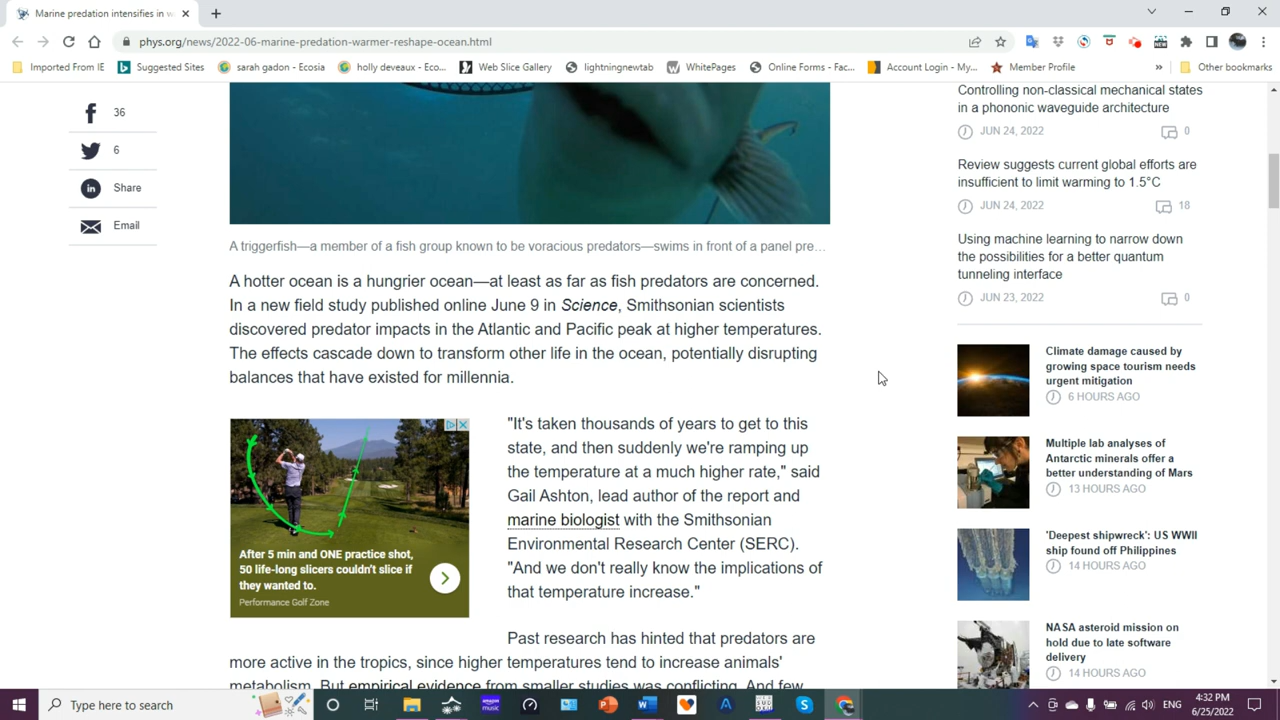 Marine predation intensifies in w
phys.org/news/2022-06-marine-predation-warmer-reshape-ocean.html
Imported From IE
Suggested Sites
sarah gadon - Ecosia
holly deveaux - Eco...
Web Slice Gallery
lightningnewtab
WhitePages
Online Forms - Fac...
Account Login - My...
Member Profile
»
Other bookmarks
36
6
Share
Email
A triggerfish—a member of a fish group known to be voracious predators—swims in front of a panel pre...
A hotter ocean is a hungrier ocean—at least as far as fish predators are concerned.
In a new field study published online June 9 in Science, Smithsonian scientists
discovered predator impacts in the Atlantic and Pacific peak at higher temperatures.
The effects cascade down to transform other life in the ocean, potentially disrupting
balances that have existed for millennia.
After 5 min and ONE practice shot,
50 life-long slicers couldn't slice if
they wanted to.
Performance Golf Zone
"It's taken thousands of years to get to this
state, and then suddenly we're ramping up
the temperature at a much higher rate," said
Gail Ashton, lead author of the report and
marine biologist with the Smithsonian
Environmental Research Center (SERC).
"And we don't really know the implications of
that temperature increase."
Past research has hinted that predators are
more active in the tropics, since higher temperatures tend to increase animals'
metabolism. But empirical evidence from smaller studies was conflicting. And few
Controlling non-classical mechanical states
in a phononic waveguide architecture
JUN 24, 2022 0
Review suggests current global efforts are
insufficient to limit warming to 1.5°C
JUN 24, 2022 18
Using machine learning to narrow down
the possibilities for a better quantum
tunneling interface
JUN 23, 2022 0
Climate damage caused by
growing space tourism needs
urgent mitigation
6 HOURS AGO
Multiple lab analyses of
Antarctic minerals offer a
better understanding of Mars
13 HOURS AGO
'Deepest shipwreck': US WWII
ship found off Philippines
14 HOURS AGO
NASA asteroid mission on
hold due to late software
delivery
14 HOURS AGO
Type here to search
ENG
4:32 PM
6/25/2022